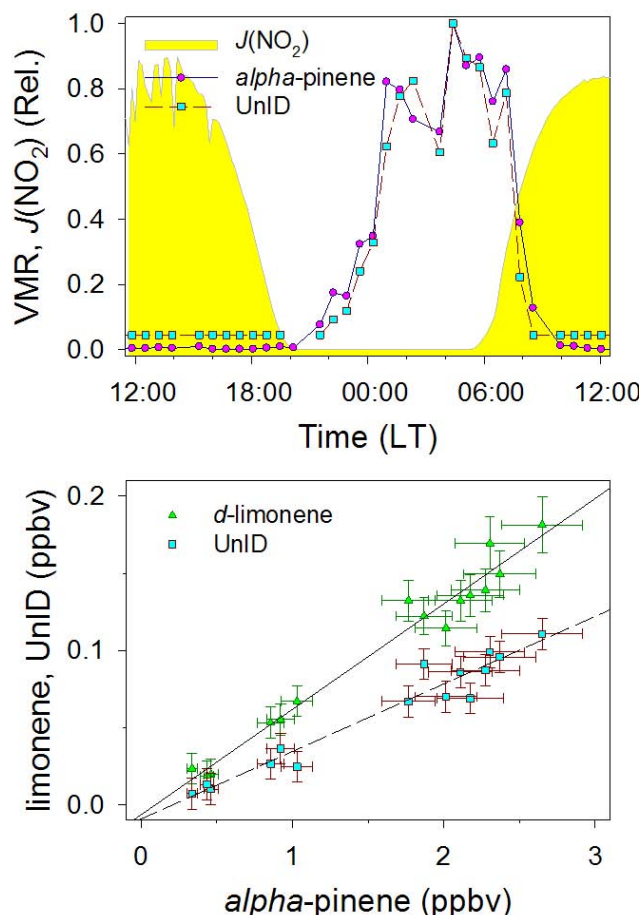 VMR, J(NO2) (Rel.)
1.0
0.8
0.6
0.4
0.2
0.0
J(NO2)
alpha-pinene
UnID
12:00 18:00 00:00 06:00 12:00
Time (LT)
limonene, UnID (ppbv)
0.2
0.1
0.0
d-limonene
UnID
0 1 2 3
alpha-pinene (ppbv)